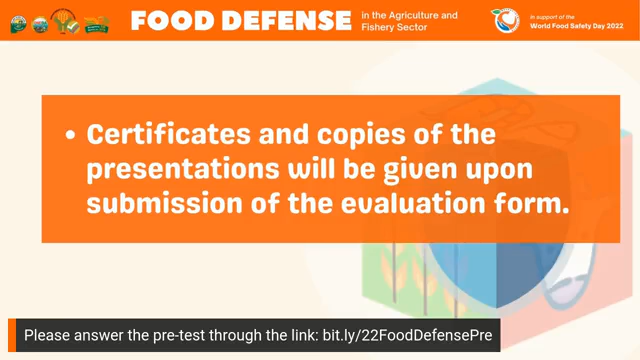 FOOD DEFENSE
in the Agriculture and
Fishery Sector
in support of the
World Food Safety Day 2022
• Certificates and copies of the
presentations will be given upon
submission of the evaluation form.
Please answer the pre-test through the link: bit.ly/22FoodDefensePre